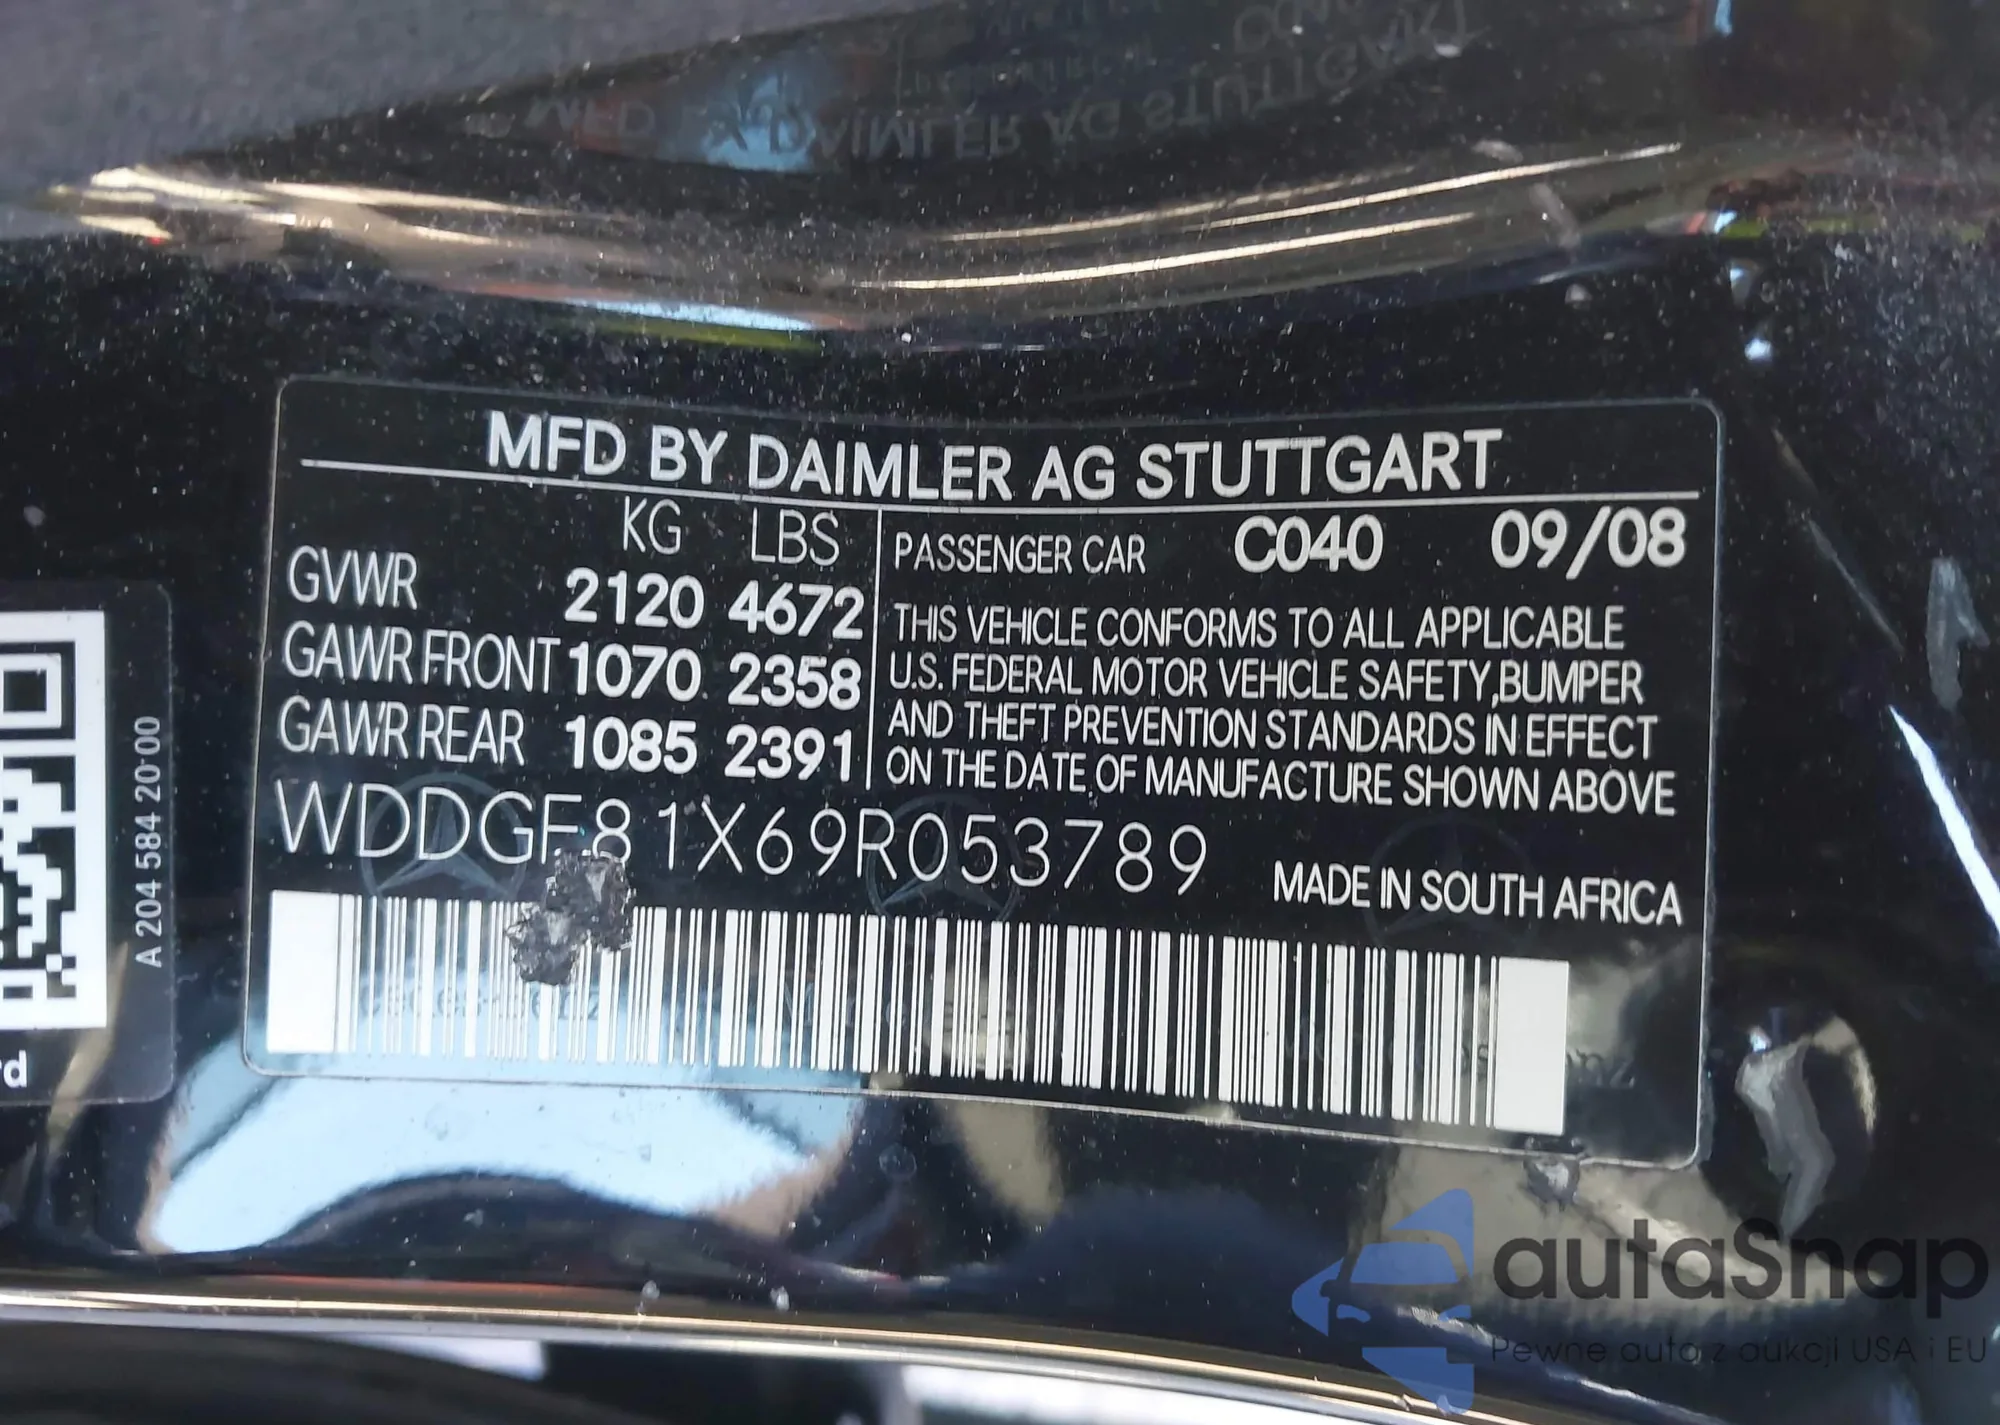 MFD BY DAIMLER AG STUTTGART
KG LBS
GVWR 2120 4672
GAWR FRONT 1070 2358
GAWR REAR 1085 2391
PASSENGER CAR C040 09/08
THIS VEHICLE CONFORMS TO ALL APPLICABLE
U.S. FEDERAL MOTOR VEHICLE SAFETY,BUMPER
AND THEFT PREVENTION STANDARDS IN EFFECT
ON THE DATE OF MANUFACTURE SHOWN ABOVE
WDDGF81X69R053789
MADE IN SOUTH AFRICA
A 204 584 20 00
autaSnap
Pewne auto z aukcji USA i EU